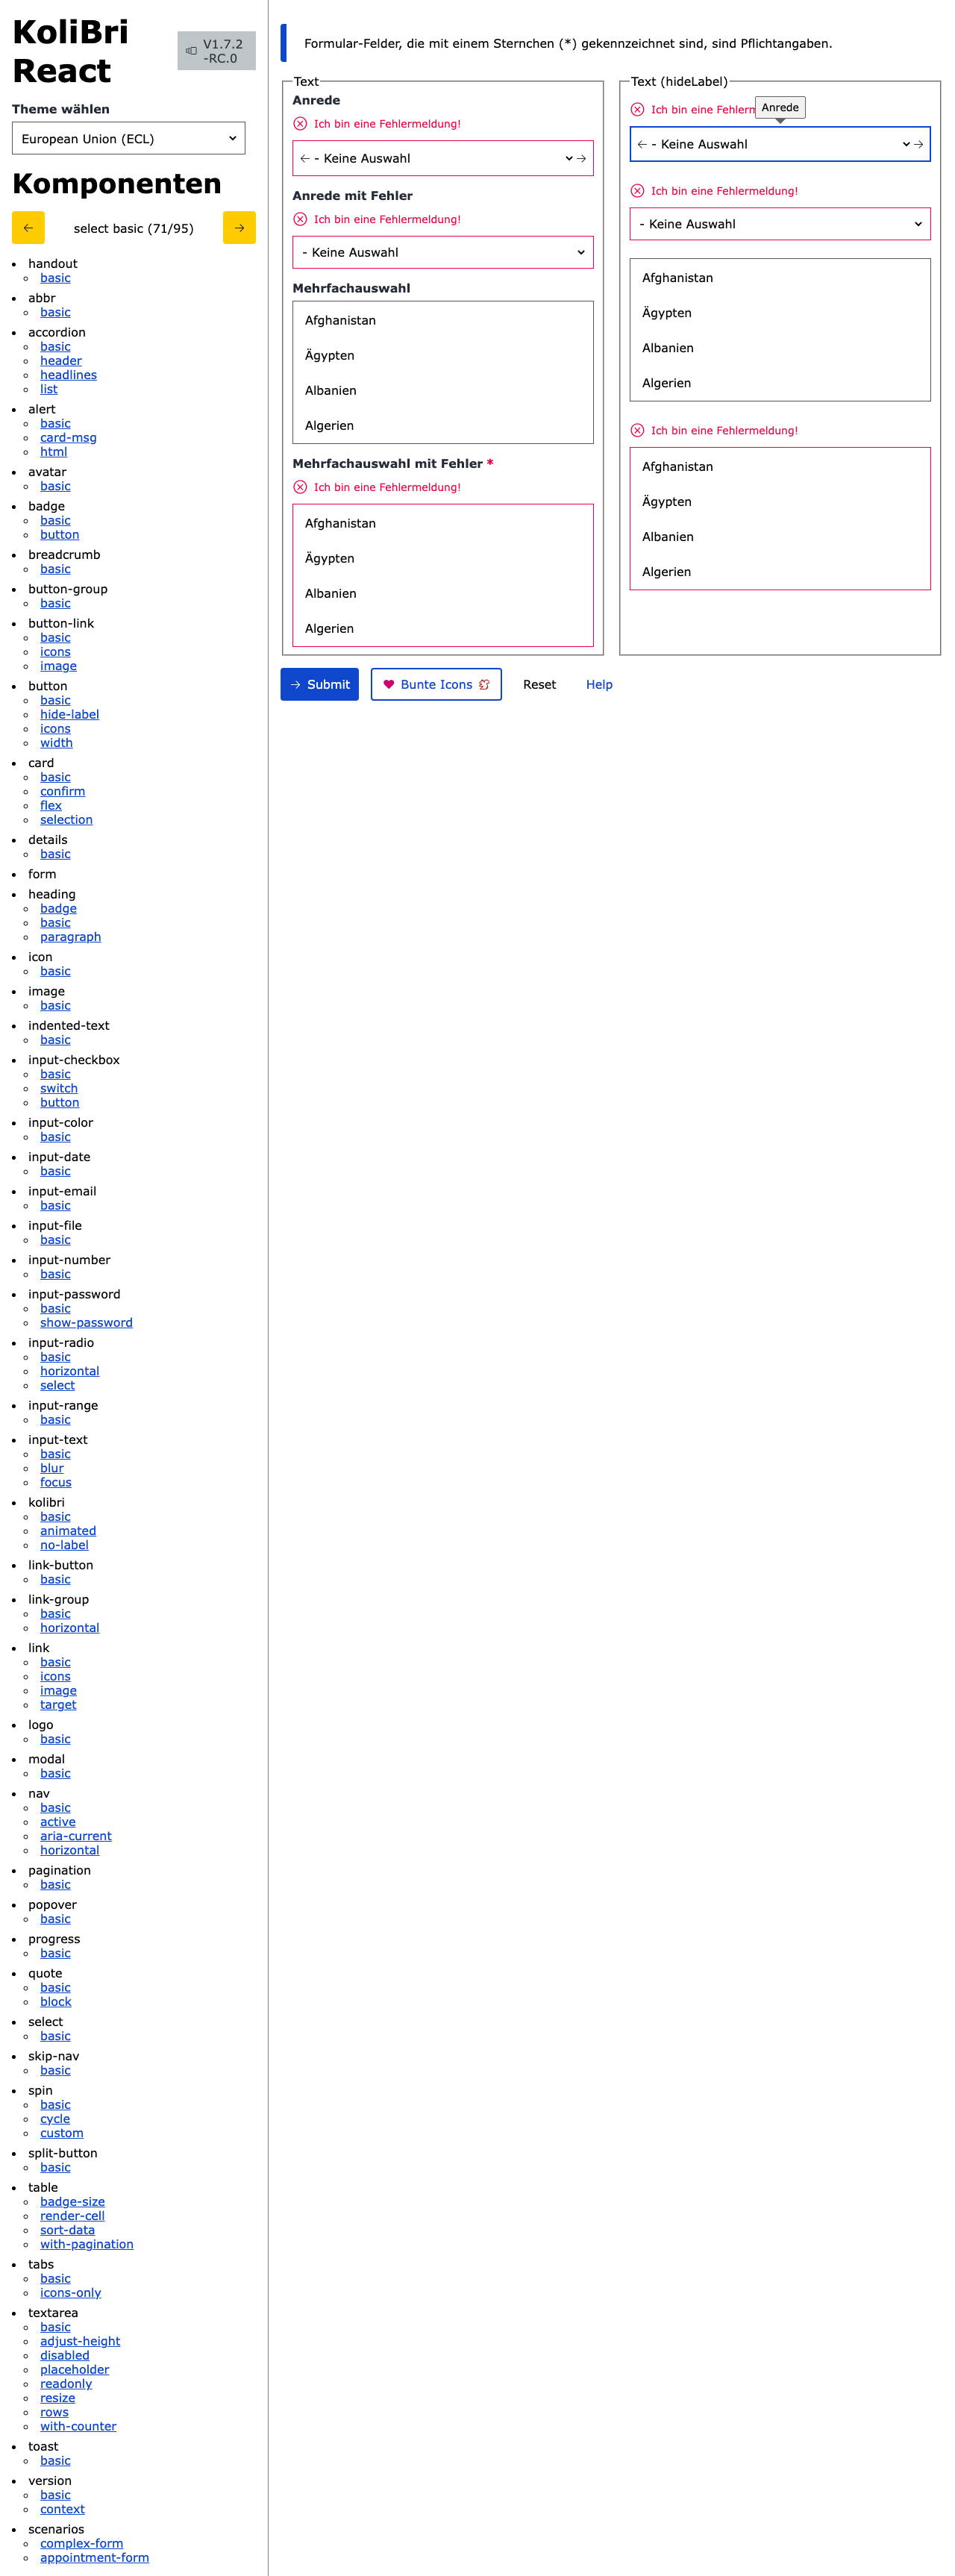 KoliBri
React
V1.7.2
-RC.0
Theme wählen
European Union (ECL)
Komponenten
select basic (71/95)
handout
basic
abbr
basic
accordion
basic
header
headlines
list
alert
basic
card-msg
html
avatar
basic
badge
basic
button
breadcrumb
basic
button-group
basic
button-link
basic
icons
image
button
basic
hide-label
icons
width
card
basic
confirm
flex
selection
details
basic
form
heading
badge
basic
paragraph
icon
basic
image
basic
indented-text
basic
input-checkbox
basic
switch
button
input-color
basic
input-date
basic
input-email
basic
input-file
basic
input-number
basic
input-password
basic
show-password
input-radio
basic
horizontal
select
input-range
basic
input-text
basic
blur
focus
kolibri
basic
animated
no-label
link-button
basic
link-group
basic
horizontal
link
basic
icons
image
target
logo
basic
modal
basic
nav
basic
active
aria-current
horizontal
pagination
basic
popover
basic
progress
basic
quote
basic
block
select
basic
skip-nav
basic
spin
basic
cycle
custom
split-button
basic
table
badge-size
render-cell
sort-data
with-pagination
tabs
basic
icons-only
textarea
basic
adjust-height
disabled
placeholder
readonly
resize
rows
with-counter
toast
basic
version
basic
context
scenarios
complex-form
appointment-form
Formular-Felder, die mit einem Sternchen (*) gekennzeichnet sind, sind Pflichtangaben.
Text
Anrede
Ich bin eine Fehlermeldung!
- Keine Auswahl
Anrede mit Fehler
Ich bin eine Fehlermeldung!
- Keine Auswahl
Mehrfachauswahl
Afghanistan
Ägypten
Albanien
Algerien
Mehrfachauswahl mit Fehler *
Ich bin eine Fehlermeldung!
Afghanistan
Ägypten
Albanien
Algerien
Text (hideLabel)
Ich bin eine
Anrede
- Keine Auswahl
Ich bin eine Fehlermeldung!
- Keine Auswahl
Afghanistan
Ägypten
Albanien
Algerien
Ich bin eine Fehlermeldung!
Afghanistan
Ägypten
Albanien
Algerien
Submit
Bunte Icons
Reset
Help